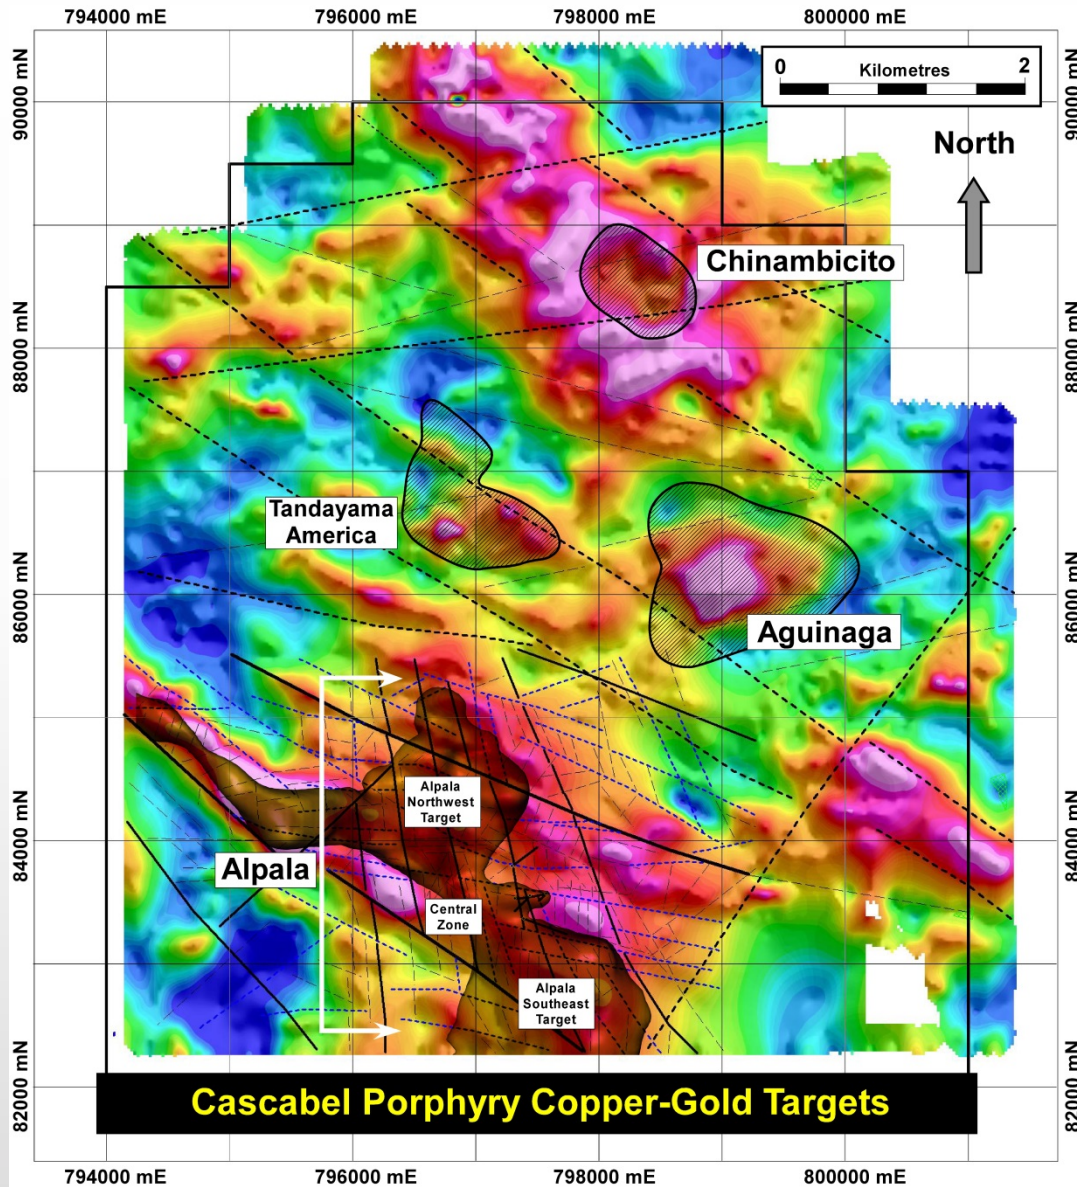 794000 mE
796000 mE
798000 mE
800000 mE
0
Kilometres
2
90000 mN
90000 mN
North
Chinambicito
88000 mN
88000 mN
Tandayama
America
86000 mN
86000 mN
Aguinaga
Alpala
Northwest
Target
84000 mN
84000 mN
Alpala
Central
Zone
Alpala
Southeast
Target
82000 mN
82000 mN
Cascabel Porphyry Copper-Gold Targets
794000 mE
796000 mE
798000 mE
800000 mE